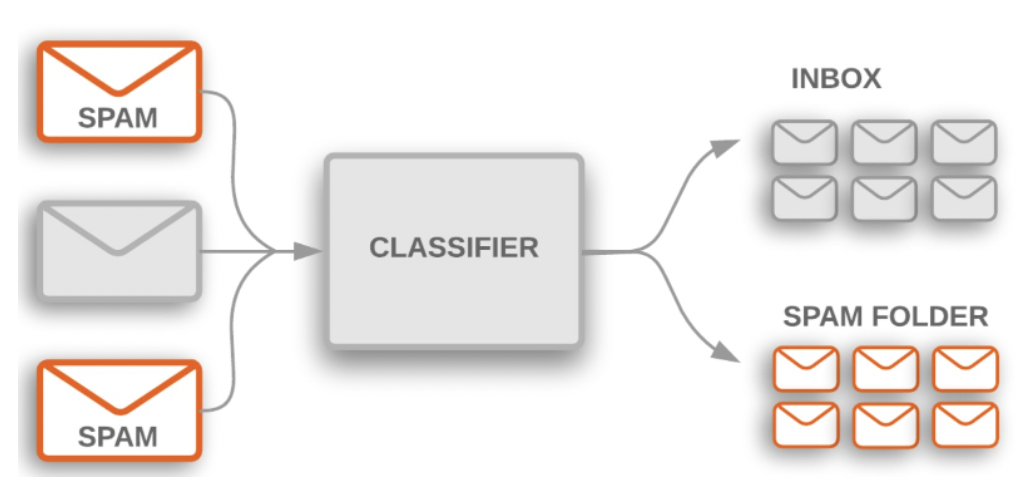 SPAM
SPAM
CLASSIFIER
INBOX
SPAM FOLDER